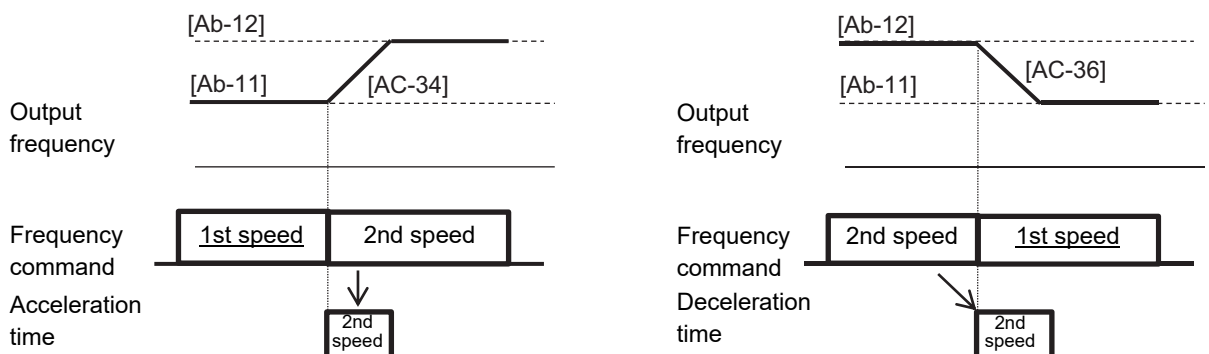 [Ab-12]
[Ab-11]
[AC-34]
Output
frequency
Frequency
command
1st speed
2nd speed
Acceleration
time
2nd
speed
[Ab-12]
[Ab-11]
[AC-36]
Output
frequency
Frequency
command
2nd speed
1st speed
Deceleration
time
2nd
speed